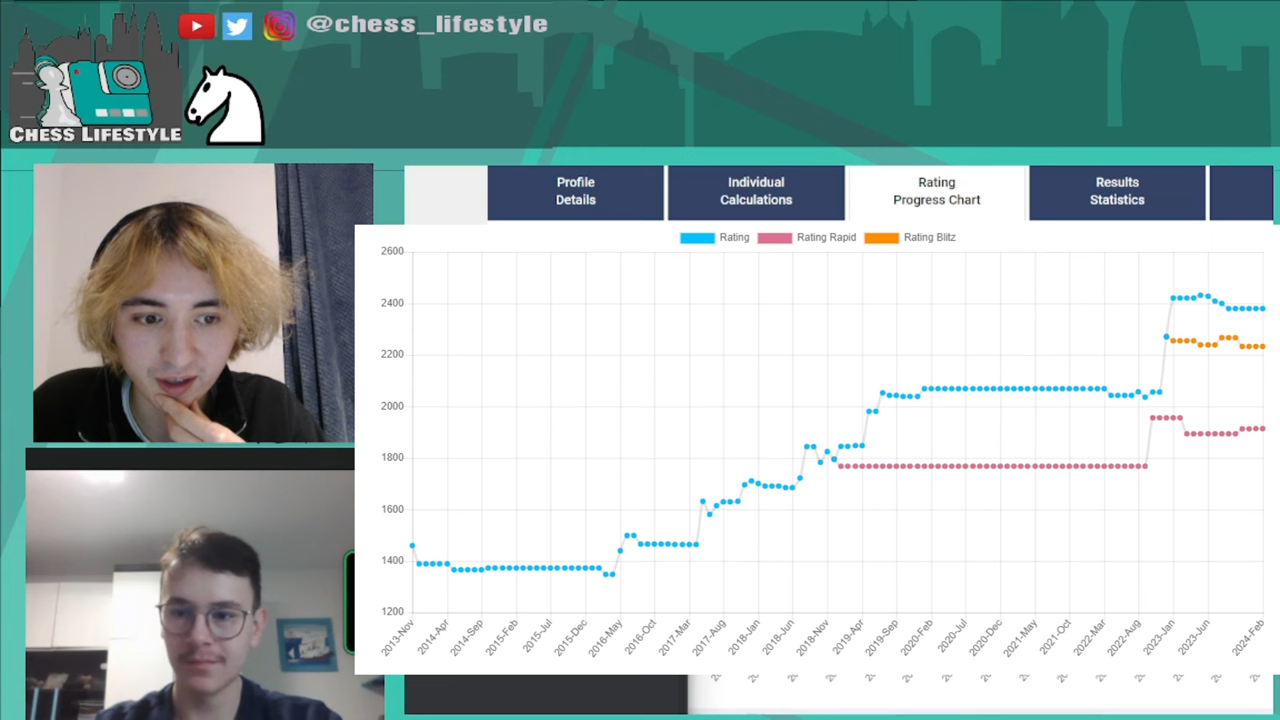 @chess_lifestyle
CHESS LIFESTYLE
Profile
Details
Individual
Calculations
Rating
Progress Chart
Results
Statistics
Rating
Rating Rapid
Rating Blitz
2600
2400
2200
2000
1800
1600
1400
1200
2013-Nov
2014-Apr
2014-Sep
2015-Feb
2015-Jul
2015-Dec
2016-May
2016-Oct
2017-Mar
2017-Aug
2018-Jan
2018-Jun
2018-Nov
2019-Apr
2019-Sep
2020-Feb
2020-Jul
2020-Dec
2021-May
2021-Oct
2022-Mar
2022-Aug
2023-Jan
2023-Jun
2024-Feb